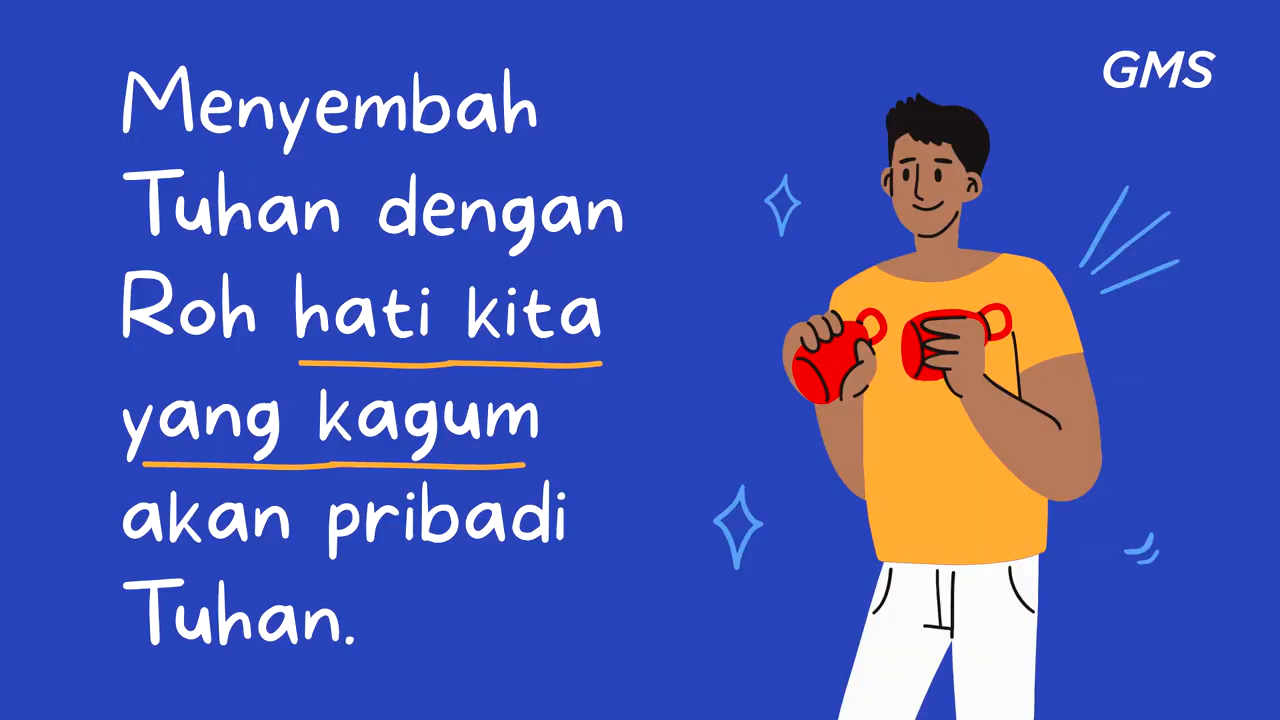 Menyembah
Tuhan dengan
Roh hati kita
yang kagum
akan pribadi
Tuhan.
GMS